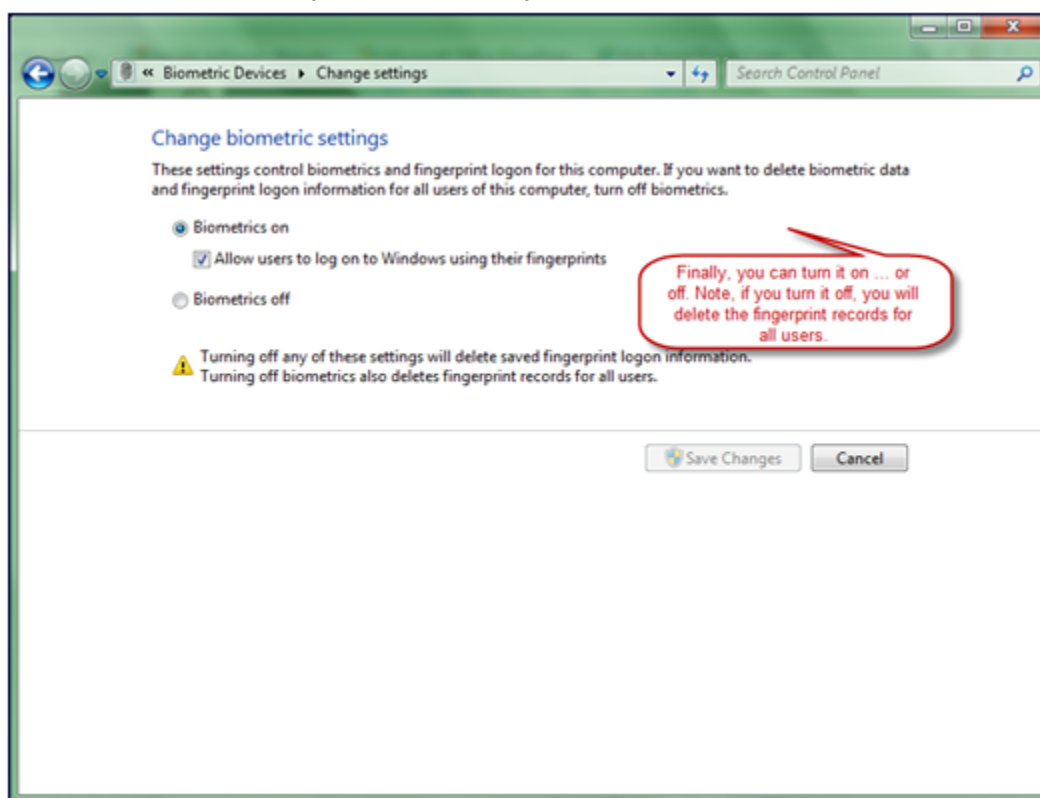 « Biometric Devices ▸ Change settings
Search Control Panel
Change biometric settings
These settings control biometrics and fingerprint logon for this computer. If you want to delete biometric data
and fingerprint logon information for all users of this computer, turn off biometrics.
Biometrics on
Allow users to log on to Windows using their fingerprints
Biometrics off
Finally, you can turn it on ... or
off. Note, if you turn it off, you will
delete the fingerprint records for
all users.
Turning off any of these settings will delete saved fingerprint logon information.
Turning off biometrics also deletes fingerprint records for all users.
Save Changes
Cancel